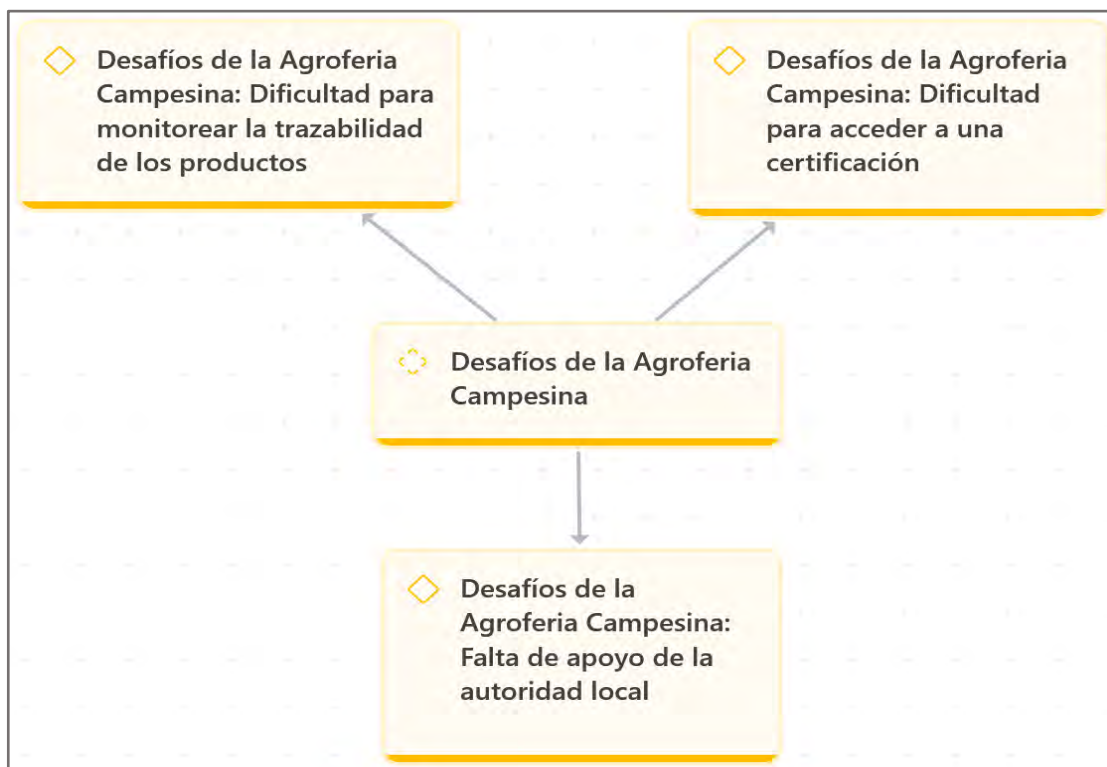 Desafíos de la Agroferia
Campesina: Dificultad para
monitorear la trazabilidad
de los productos
Desafíos de la Agroferia
Campesina: Dificultad
para acceder a una
certificación
Desafíos de la Agroferia
Campesina
Desafíos de la
Agroferia Campesina:
Falta de apoyo de la
autoridad local